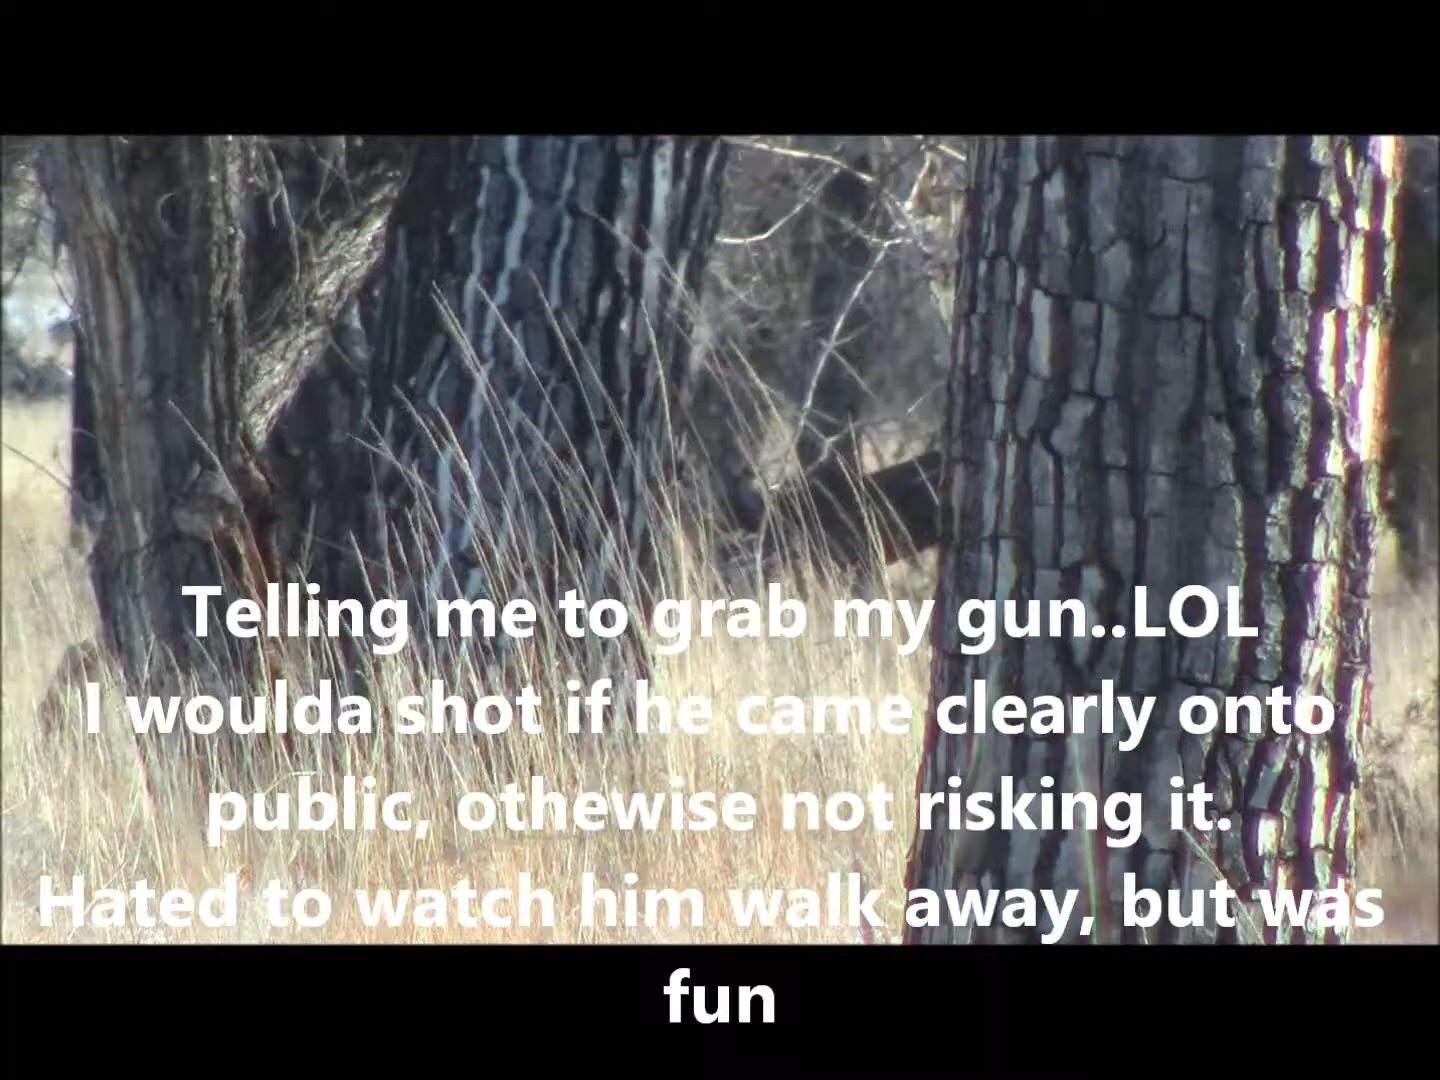 Telling me to grab my gun..LOL
I woulda shot if he came clearly onto
public, othewise not risking it.
Hated to watch him walk away, but was
fun